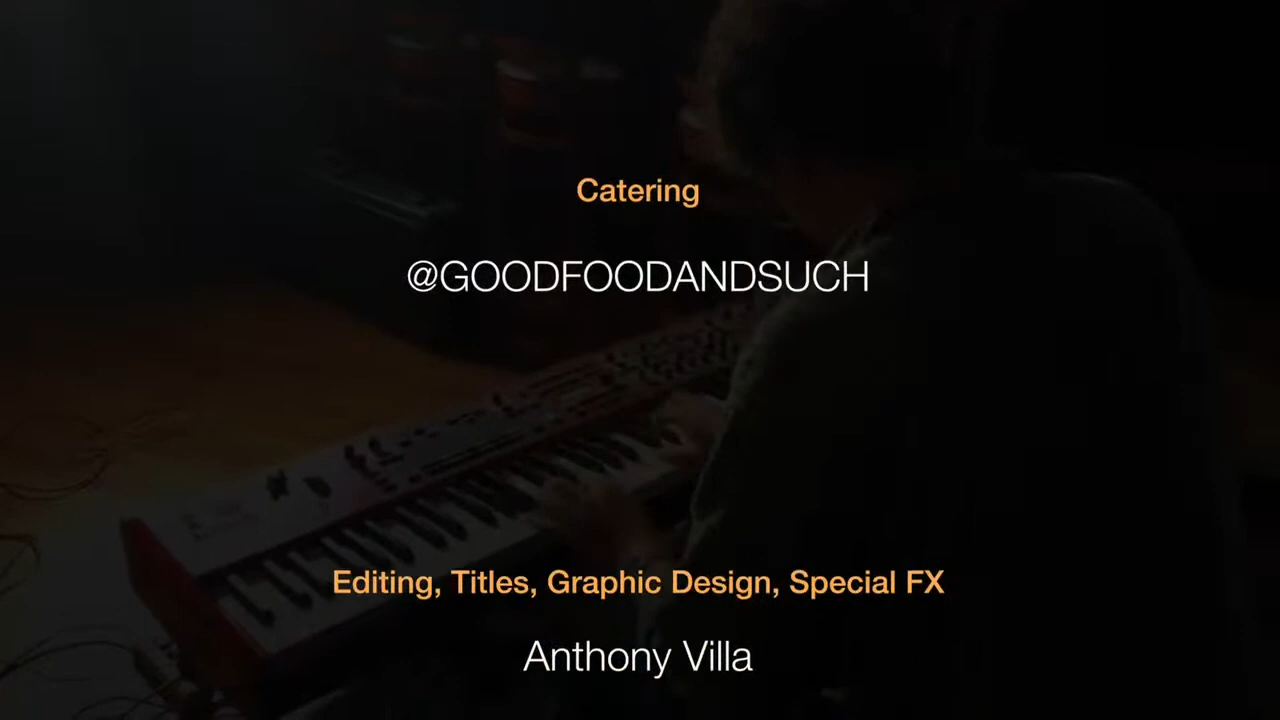 Catering
@GOODFOODANDSUCH
Editing, Titles, Graphic Design, Special FX
Anthony Villa